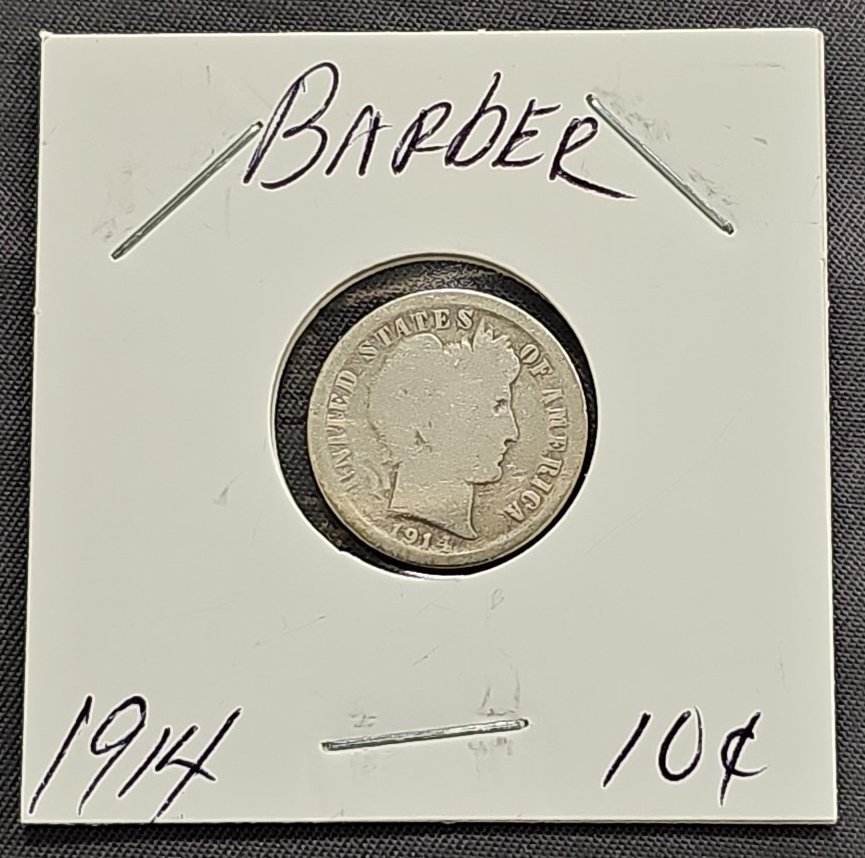 BARbER
UNITED STATES OF AMERICA
1914
1914 10¢